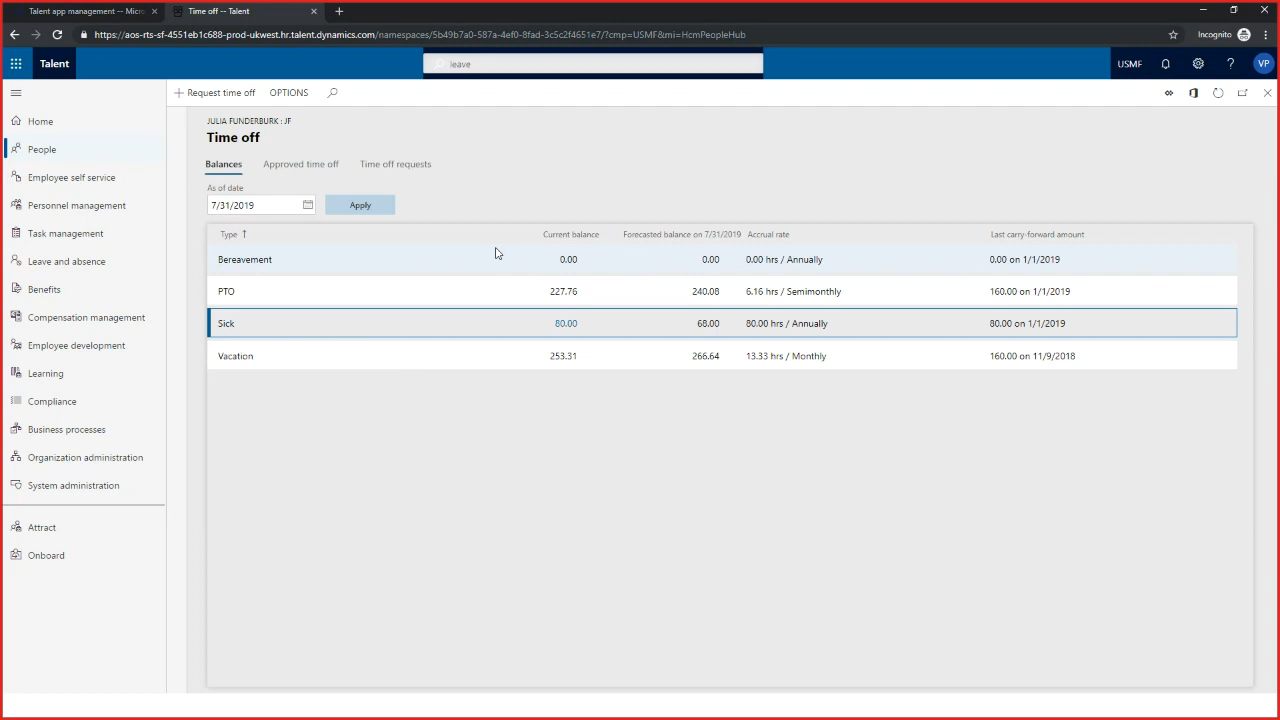 Talent app management -- Micro
Time off -- Talent
https://aos-rts-sf-4551eb1c688-prod-ukwest.hr.talent.dynamics.com/namespaces/5b49b7a0-587a-4ef0-8fad-3c5c2f4651e7/?cmp=USMF&mi=HcmPeopleHub
Incognito
Talent
leave
USMF
VP
Request time off
OPTIONS
Home
People
Employee self service
Personnel management
Task management
Leave and absence
Benefits
Compensation management
Employee development
Learning
Compliance
Business processes
Organization administration
System administration
Attract
Onboard
JULIA FUNDERBURK : JF
Time off
Balances Approved time off Time off requests
As of date
7/31/2019 Apply
Type Current balance Forecasted balance on 7/31/2019 Accrual rate Last carry-forward amount
Bereavement 0.00 0.00 0.00 hrs / Annually 0.00 on 1/1/2019
PTO 227.76 240.08 6.16 hrs / Semimonthly 160.00 on 1/1/2019
Sick 80.00 68.00 80.00 hrs / Annually 80.00 on 1/1/2019
Vacation 253.31 266.64 13.33 hrs / Monthly 160.00 on 11/9/2018